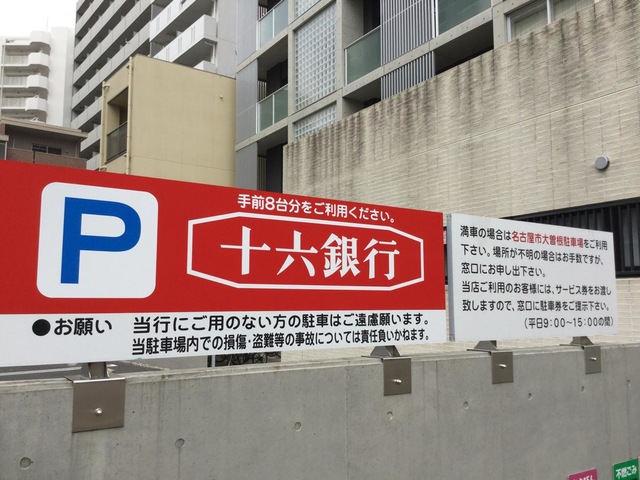 P
手前8台分をご利用ください。
十六銀行
●お願い 当行にご用のない方の駐車はご遠慮願います。
当駐車場内での損傷・盗難等の事故については責任負いかねます。
満車の場合は名古屋市大曽根駐車場をご利用
下さい。場所が不明の場合はお手数ですが、
窓口にお申し出下さい。
当店ご利用のお客様には、サービス券をお渡し
致しますので、窓口に駐車券をご提示下さい。
(平日9:00~15:00の間)
不燃ごみ